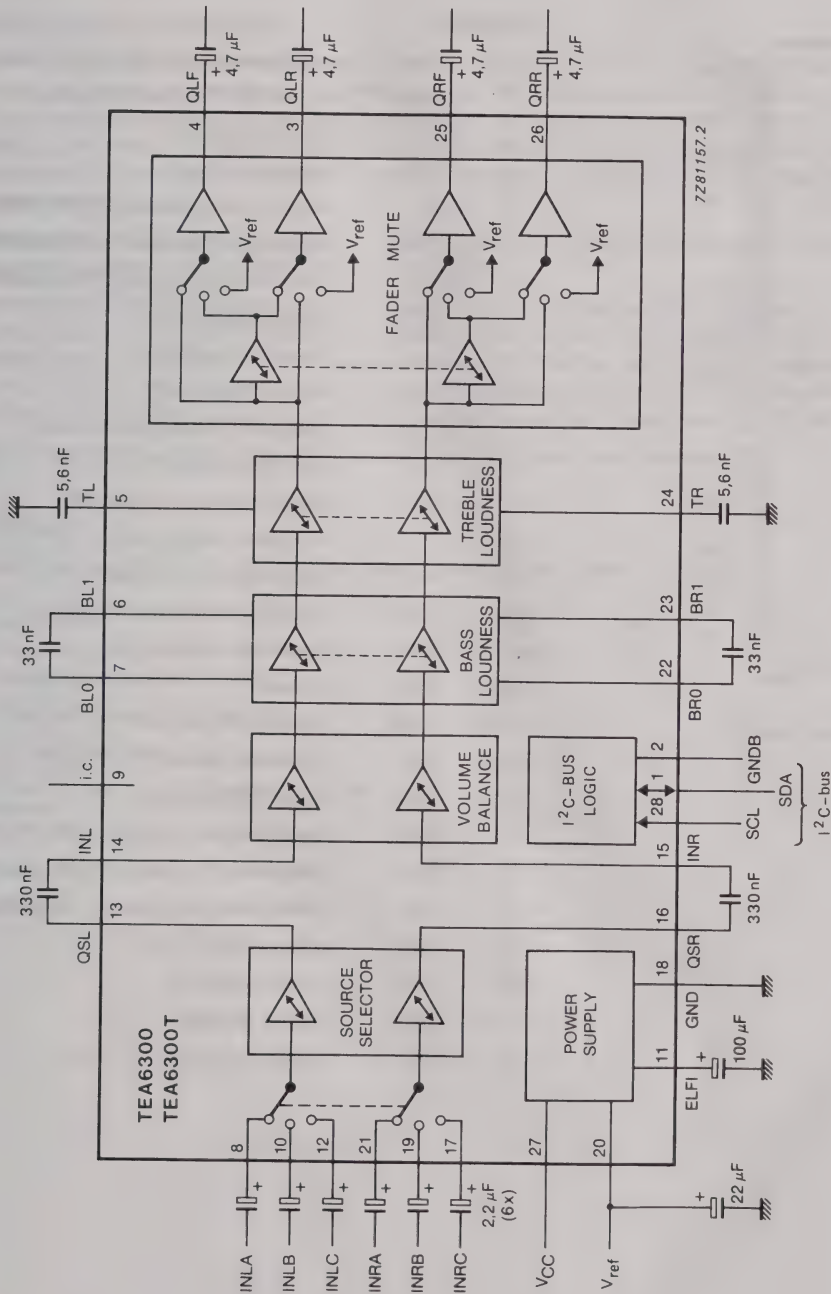 TEA6300
TEA6300T
INLA
INLB
INLC
INRA
INRB
INRC
2,2 µF
(6x)
VCC
Vref
22 µF
+
+
+
+
+
+
+
8
10
12
21
19
17
27
20
SOURCE
SELECTOR
POWER
SUPPLY
11
ELFI
+
100 µF
18
GND
16
QSR
330 nF
15
INR
QSL
13
330 nF
14
INL
i.c.
9
VOLUME
BALANCE
I²C-BUS
LOGIC
28
1
2
SCL
SDA
GNDB
I²C-bus
BL0
7
33 nF
6
BL1
BASS
LOUDNESS
22
BR0
33 nF
23
BR1
5
TL
5,6 nF
TREBLE
LOUDNESS
24
TR
5,6 nF
FADER MUTE
Vref
Vref
Vref
Vref
4
QLF
+
4,7 µF
3
QLR
+
4,7 µF
25
QRF
+
4,7 µF
26
QRR
+
4,7 µF
7Z81157.2